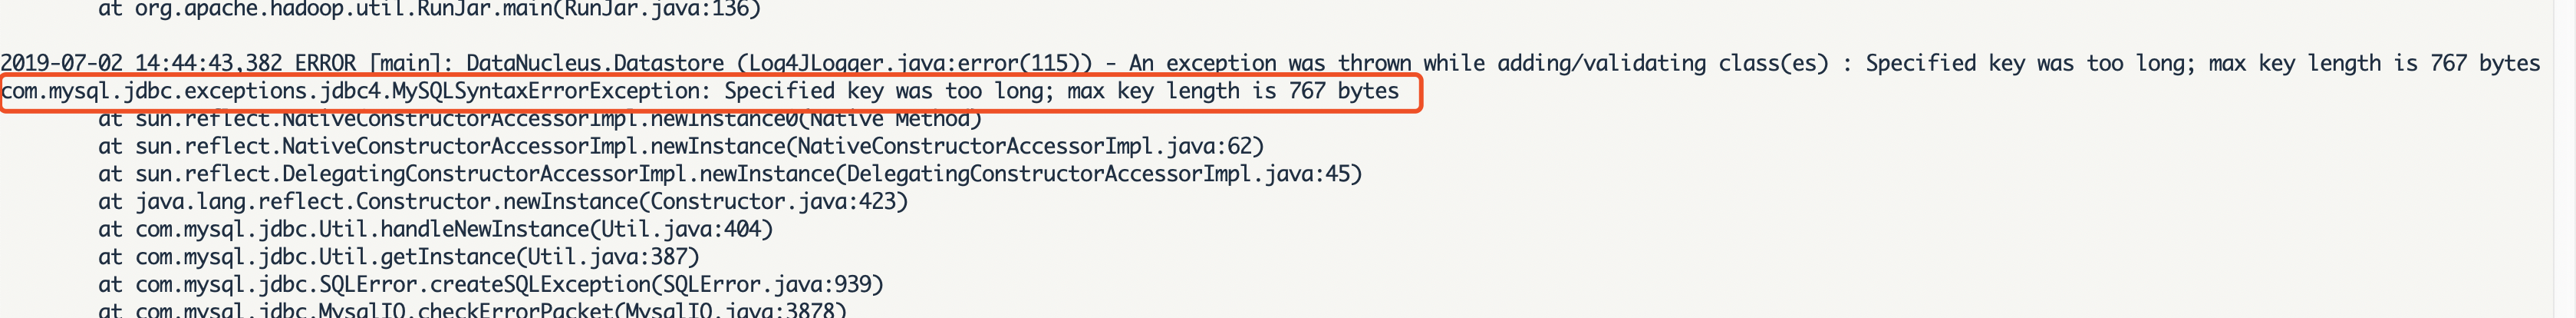 at org.apache.hadoop.util.RunJar.main(RunJar.java:136)
2019-07-02 14:44:43,382 ERROR [main]: DataNucleus.Datastore (Log4JLogger.java:error(115)) - An exception was thrown while adding/validating class(es) : Specified key was too long; max key length is 767 bytes
com.mysql.jdbc.exceptions.jdbc4.MySQLSyntaxErrorException: Specified key was too long; max key length is 767 bytes
at sun.reflect.NativeConstructorAccessorImpl.newInstance0(Native Method)
at sun.reflect.NativeConstructorAccessorImpl.newInstance(NativeConstructorAccessorImpl.java:62)
at sun.reflect.DelegatingConstructorAccessorImpl.newInstance(DelegatingConstructorAccessorImpl.java:45)
at java.lang.reflect.Constructor.newInstance(Constructor.java:423)
at com.mysql.jdbc.Util.handleNewInstance(Util.java:404)
at com.mysql.jdbc.Util.getInstance(Util.java:387)
at com.mysql.jdbc.SQLError.createSQLException(SQLError.java:939)
at com.mysql.jdbc.MysqlIO.checkErrorPacket(MysqlIO.java:3878)